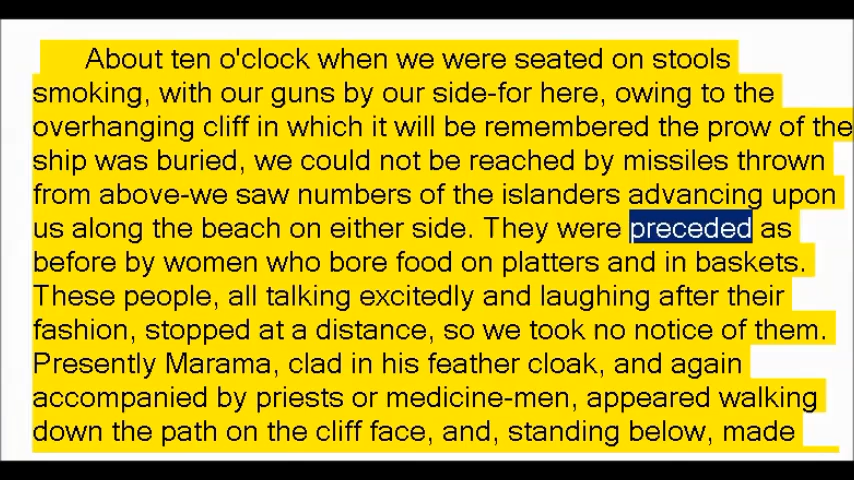 About ten o'clock when we were seated on stools
smoking, with our guns by our side-for here, owing to the
overhanging cliff in which it will be remembered the prow of the
ship was buried, we could not be reached by missiles thrown
from above-we saw numbers of the islanders advancing upon
us along the beach on either side. They were preceded as
before by women who bore food on platters and in baskets.
These people, all talking excitedly and laughing after their
fashion, stopped at a distance, so we took no notice of them.
Presently Marama, clad in his feather cloak, and again
accompanied by priests or medicine-men, appeared walking
down the path on the cliff face, and, standing below, made